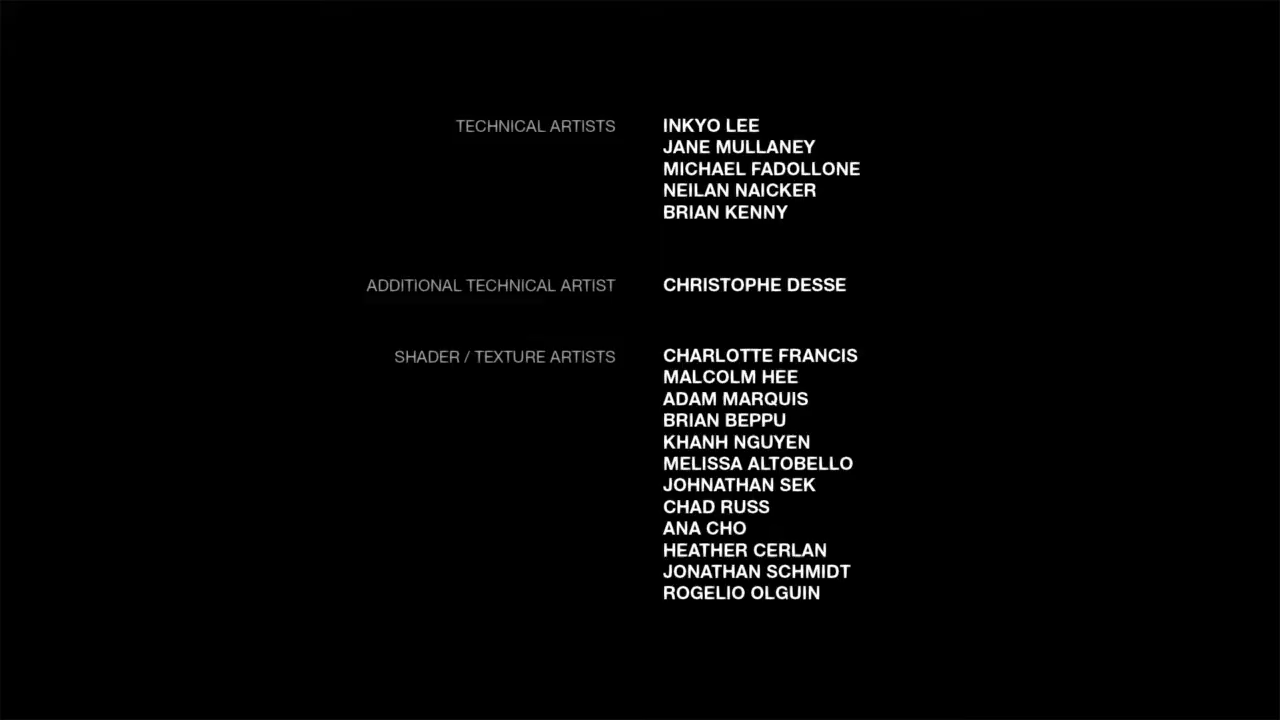 TECHNICAL ARTISTS INKYO LEE
JANE MULLANEY
MICHAEL FADOLLONE
NEILAN NAICKER
BRIAN KENNY
ADDITIONAL TECHNICAL ARTIST CHRISTOPHE DESSE
SHADER / TEXTURE ARTISTS CHARLOTTE FRANCIS
MALCOLM HEE
ADAM MARQUIS
BRIAN BEPPU
KHANH NGUYEN
MELISSA ALTOBELLO
JOHNATHAN SEK
CHAD RUSS
ANA CHO
HEATHER CERLAN
JONATHAN SCHMIDT
ROGELIO OLGUIN